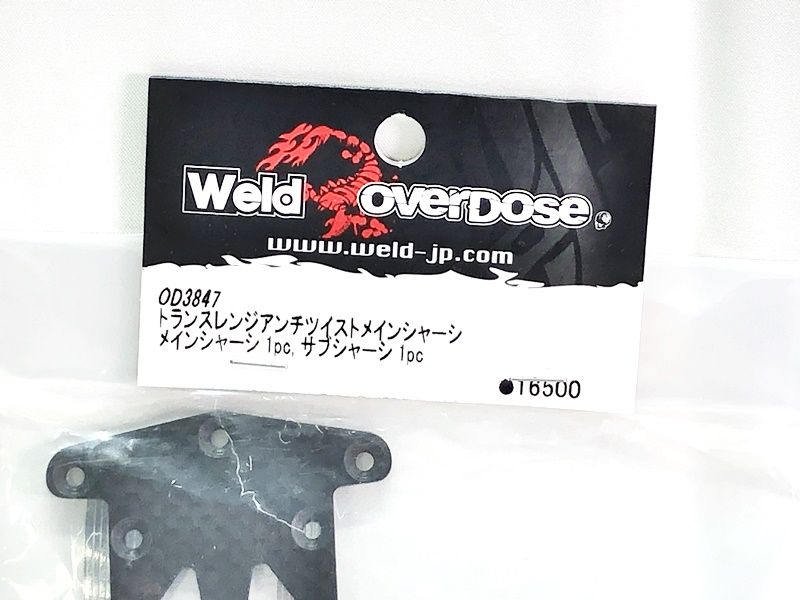 Weld overDose.
www.weld-jp.com
OD3847
トランスレンジアンチツイストメインシャーシ
メインシャーシ 1pc, サブシャーシ 1pc
●16500